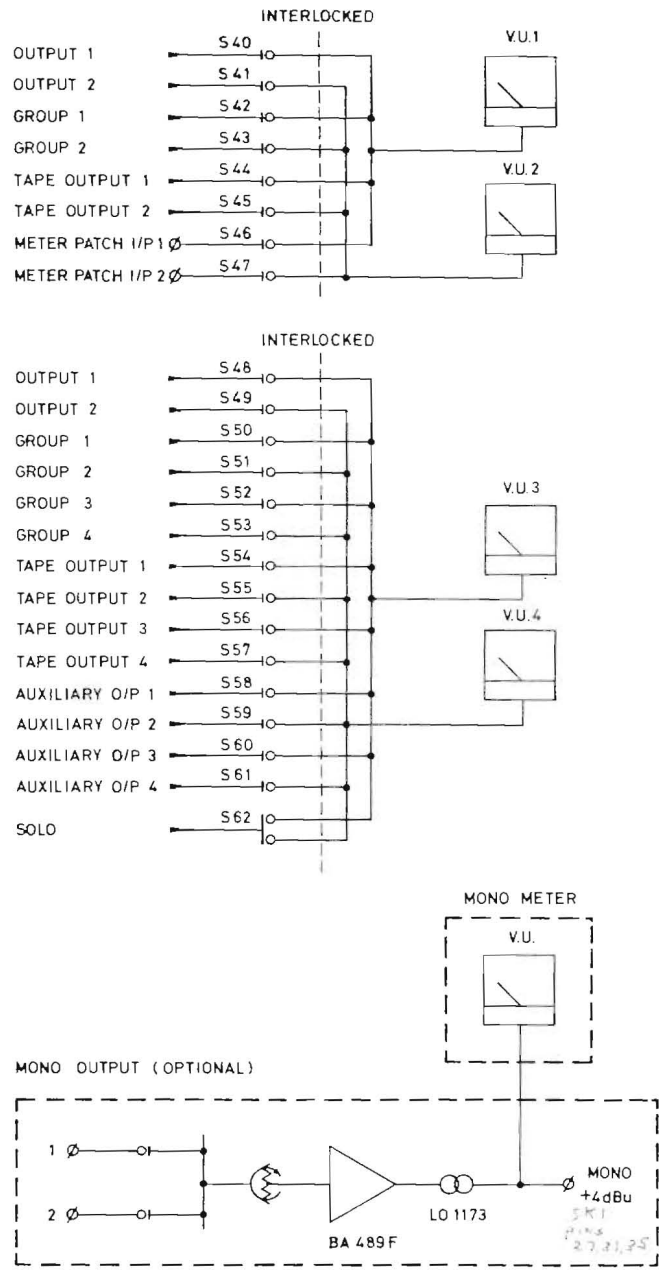 INTERLOCKED
V.U.1
OUTPUT 1 S40
OUTPUT 2 S41
GROUP 1 S42
GROUP 2 S43
V.U.2
TAPE OUTPUT 1 S44
TAPE OUTPUT 2 S45
METER PATCH I/P 1 S46
METER PATCH I/P 2 S47
INTERLOCKED
OUTPUT 1 S48
OUTPUT 2 S49
GROUP 1 S50
GROUP 2 S51
GROUP 3 S52
V.U.3
GROUP 4 S53
TAPE OUTPUT 1 S54
TAPE OUTPUT 2 S55
TAPE OUTPUT 3 S56
V.U.4
TAPE OUTPUT 4 S57
AUXILIARY O/P 1 S58
AUXILIARY O/P 2 S59
AUXILIARY O/P 3 S60
AUXILIARY O/P 4 S61
SOLO S62
MONO METER
V.U.
MONO OUTPUT (OPTIONAL)
1
2
BA 489F
LO 1173
MONO
+4dBu
SK1
pins
27,31,35